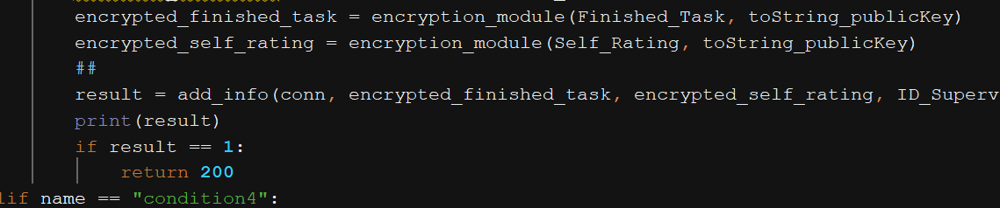 encrypted_finished_task = encryption_module(Finished_Task, toString_publicKey)
encrypted_self_rating = encryption_module(Self_Rating, toString_publicKey)
##
result = add_info(conn, encrypted_finished_task, encrypted_self_rating, ID_Superv
print(result)
if result == 1:
return 200
lif name == "condition4":